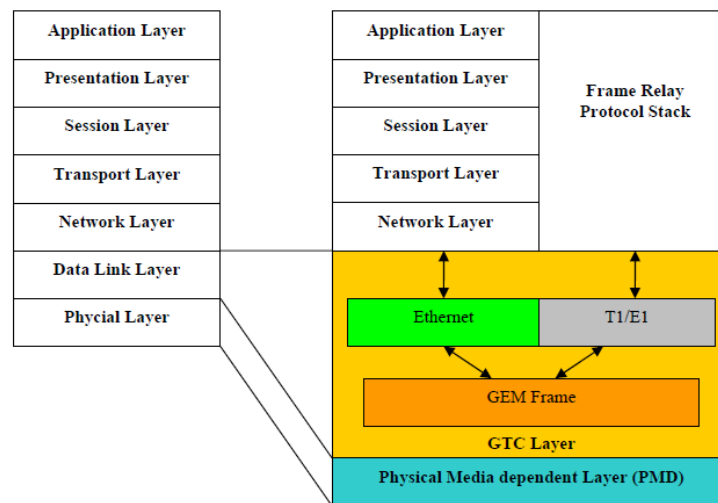 Application Layer
Presentation Layer
Session Layer
Transport Layer
Network Layer
Data Link Layer
Phycial Layer
Application Layer
Presentation Layer
Session Layer
Transport Layer
Network Layer
Frame Relay
Protocol Stack
Ethernet
T1/E1
GEM Frame
GTC Layer
Physical Media dependent Layer (PMD)